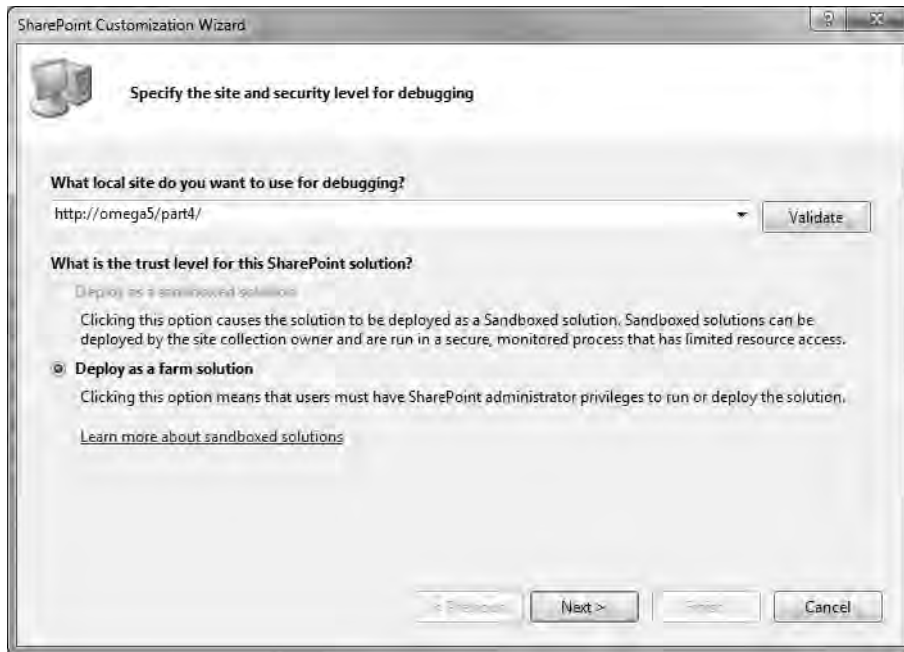 SharePoint Customization Wizard
?
Specify the site and security level for debugging
What local site do you want to use for debugging?
http://omega5/part4/
Validate
What is the trust level for this SharePoint solution?
Deploy as a sandboxed solution
Clicking this option causes the solution to be deployed as a Sandboxed solution. Sandboxed solutions can be
deployed by the site collection owner and are run in a secure, monitored process that has limited resource access.
Deploy as a farm solution
Clicking this option means that users must have SharePoint administrator privileges to run or deploy the solution.
Learn more about sandboxed solutions
< Previous
Next >
Cancel